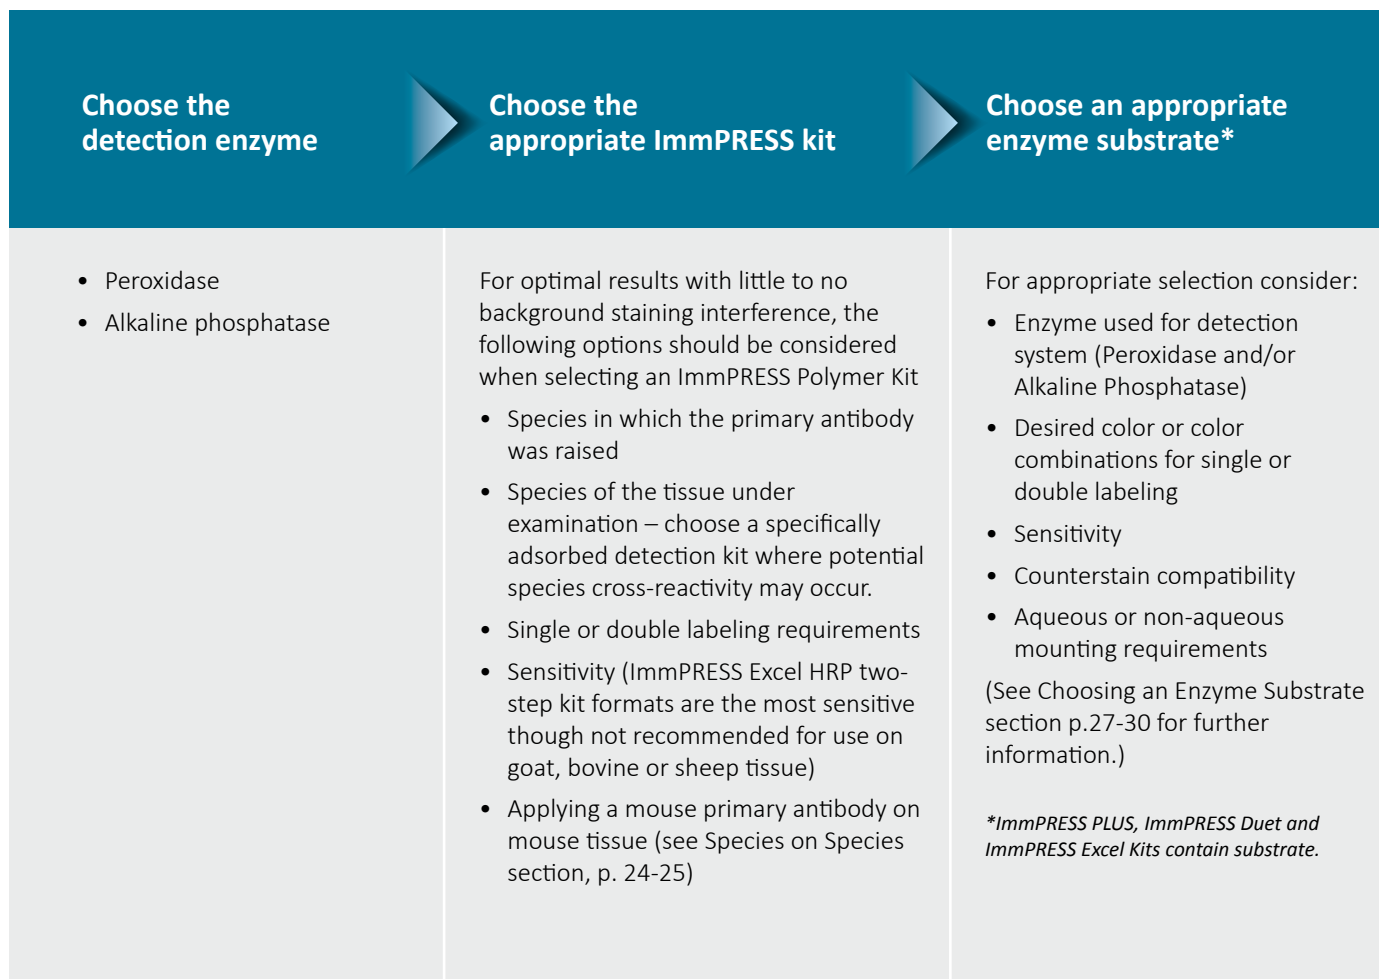 Choose the
detection enzyme
Choose the
appropriate ImmPRESS kit
Choose an appropriate
enzyme substrate*
• Peroxidase
• Alkaline phosphatase
For optimal results with little to no
background staining interference, the
following options should be considered
when selecting an ImmPRESS Polymer Kit
• Species in which the primary antibody
was raised
• Species of the tissue under
examination – choose a specifically
adsorbed detection kit where potential
species cross-reactivity may occur.
• Single or double labeling requirements
• Sensitivity (ImmPRESS Excel HRP two-
step kit formats are the most sensitive
though not recommended for use on
goat, bovine or sheep tissue)
• Applying a mouse primary antibody on
mouse tissue (see Species on Species
section, p. 24-25)
For appropriate selection consider:
• Enzyme used for detection
system (Peroxidase and/or
Alkaline Phosphatase)
• Desired color or color
combinations for single or
double labeling
• Sensitivity
• Counterstain compatibility
• Aqueous or non-aqueous
mounting requirements
(See Choosing an Enzyme Substrate
section p.27-30 for further
information.)
*ImmPRESS PLUS, ImmPRESS Duet and
ImmPRESS Excel Kits contain substrate.